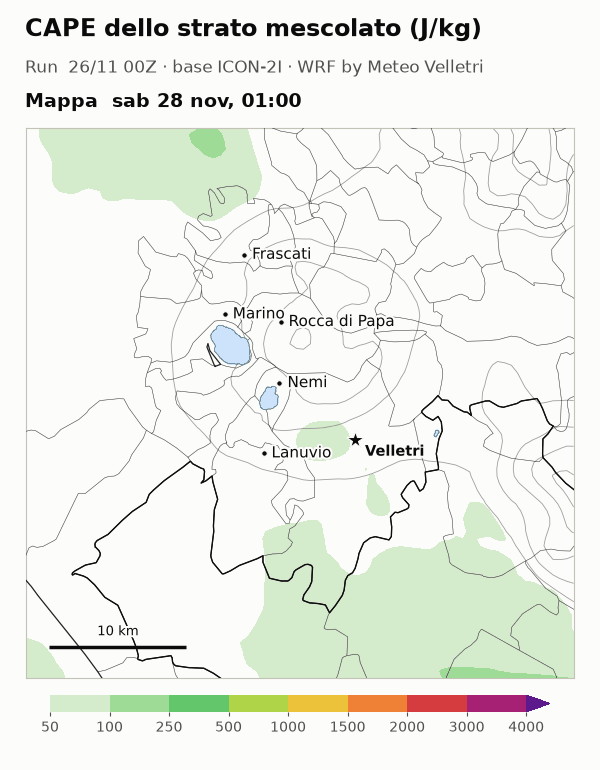 CAPE dello strato mescolato (J/kg)
Run  26/11 00Z · base ICON-2I · WRF by Meteo Velletri
Mappa  sab 28 nov, 01:00
Frascati
Marino
Rocca di Papa
Nemi
Velletri
Lanuvio
10 km
50 100 250 500 1000 1500 2000 3000 4000